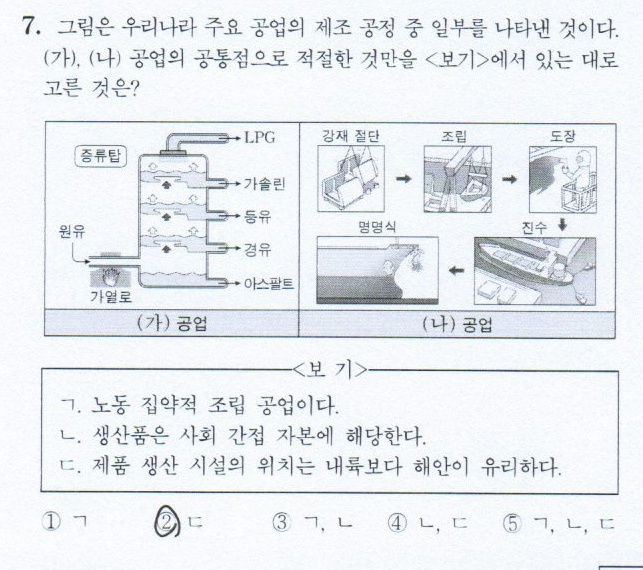 7. 그림은 우리나라 주요 공업의 제조 공정 중 일부를 나타낸 것이다.
(가), (나) 공업의 공통점으로 적절한 것만을 <보기>에서 있는 대로
고른 것은?
증류탑
LPG
가솔린
등유
경유
아스팔트
원유
가열로
(가) 공업
강재 절단
조립
도장
진수
명명식
(나) 공업
<보 기>
ㄱ. 노동 집약적 조립 공업이다.
ㄴ. 생산품은 사회 간접 자본에 해당한다.
ㄷ. 제품 생산 시설의 위치는 내륙보다 해안이 유리하다.
① ㄱ ② ㄷ ③ ㄱ, ㄴ ④ ㄴ, ㄷ ⑤ ㄱ, ㄴ, ㄷ